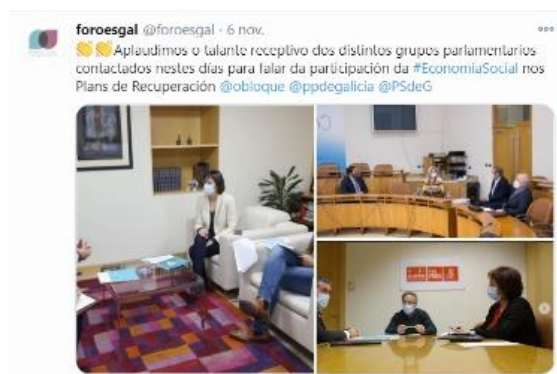 foroesgal @foroesgal · 6 nov.
👏👏Aplaudimos o talante receptivo dos distintos grupos parlamentarios
contactados nestes días para falar da participación da #EconomíaSocial nos
Plans de Recuperación @obloque @ppdegalicia @PSdeG